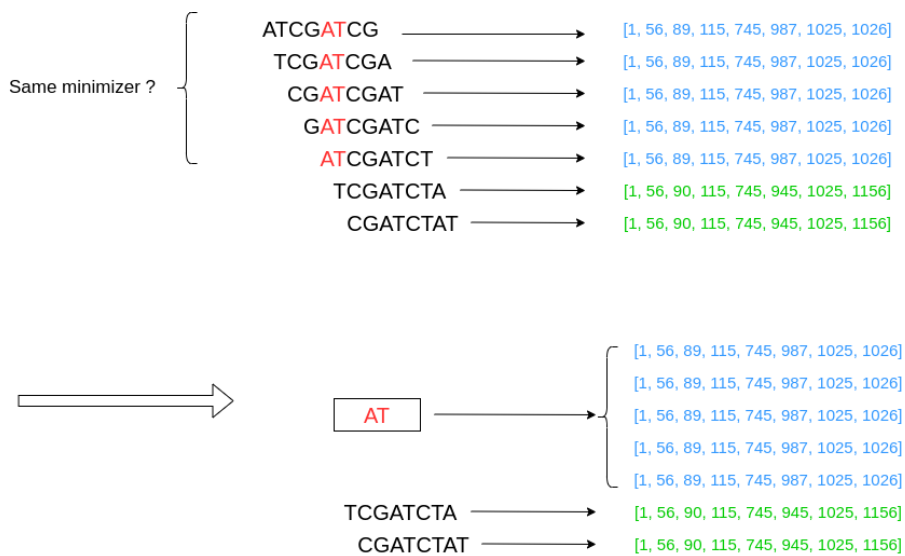 ATCGATCG [1, 56, 89, 115, 745, 987, 1025, 1026]
TCGATCGA [1, 56, 89, 115, 745, 987, 1025, 1026]
Same minimizer ? CGATCGAT [1, 56, 89, 115, 745, 987, 1025, 1026]
GATCGATC [1, 56, 89, 115, 745, 987, 1025, 1026]
ATCGATCT [1, 56, 89, 115, 745, 987, 1025, 1026]
TCGATCTA [1, 56, 90, 115, 745, 945, 1025, 1156]
CGATCTAT [1, 56, 90, 115, 745, 945, 1025, 1156]
[1, 56, 89, 115, 745, 987, 1025, 1026]
[1, 56, 89, 115, 745, 987, 1025, 1026]
AT [1, 56, 89, 115, 745, 987, 1025, 1026]
[1, 56, 89, 115, 745, 987, 1025, 1026]
[1, 56, 89, 115, 745, 987, 1025, 1026]
TCGATCTA [1, 56, 90, 115, 745, 945, 1025, 1156]
CGATCTAT [1, 56, 90, 115, 745, 945, 1025, 1156]